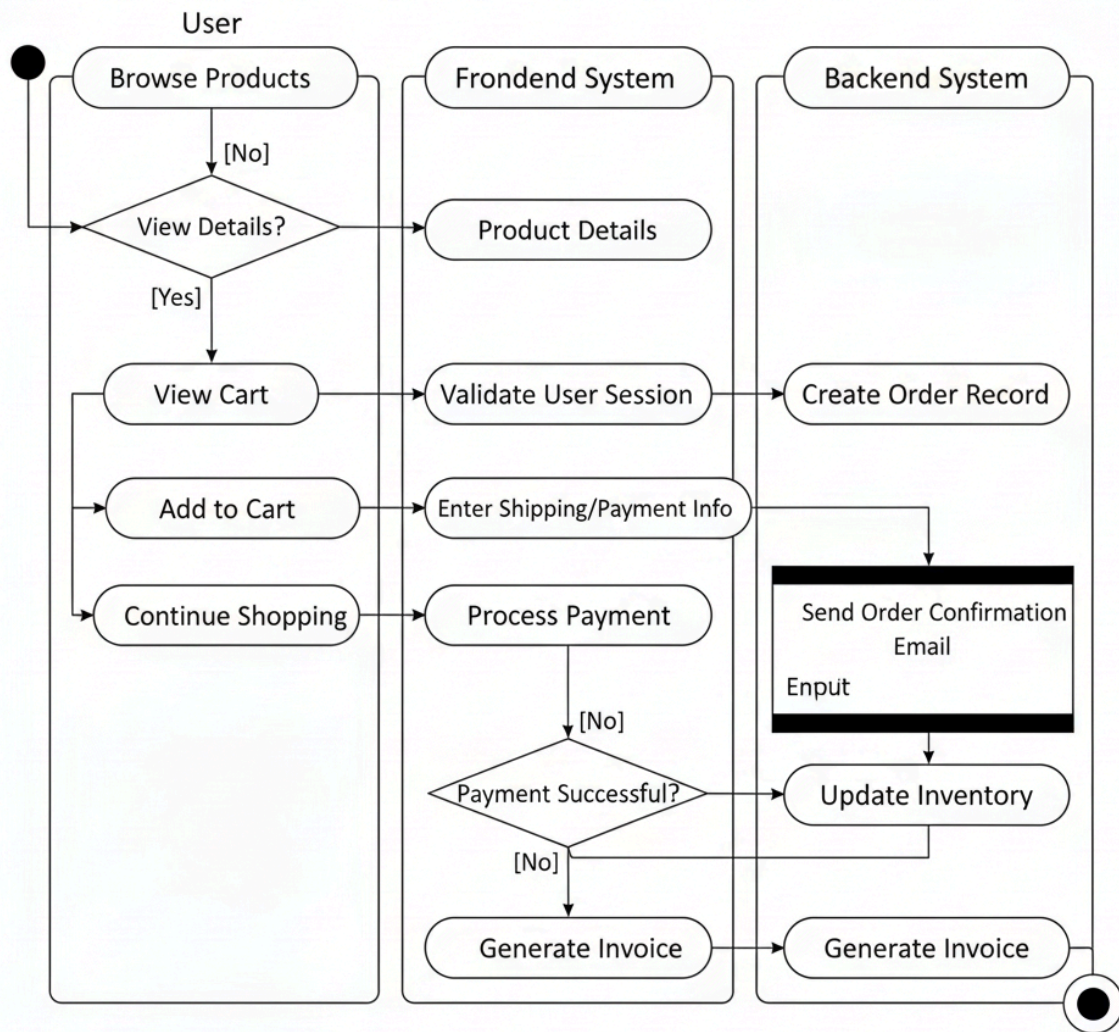 User
Browse Products
Frondend System
Backend System
[No]
View Details?
Product Details
[Yes]
View Cart
Validate User Session
Create Order Record
Add to Cart
Enter Shipping/Payment Info
Continue Shopping
Process Payment
Send Order Confirmation
Email
Enput
[No]
Payment Successful?
Update Inventory
[No]
Generate Invoice
Generate Invoice